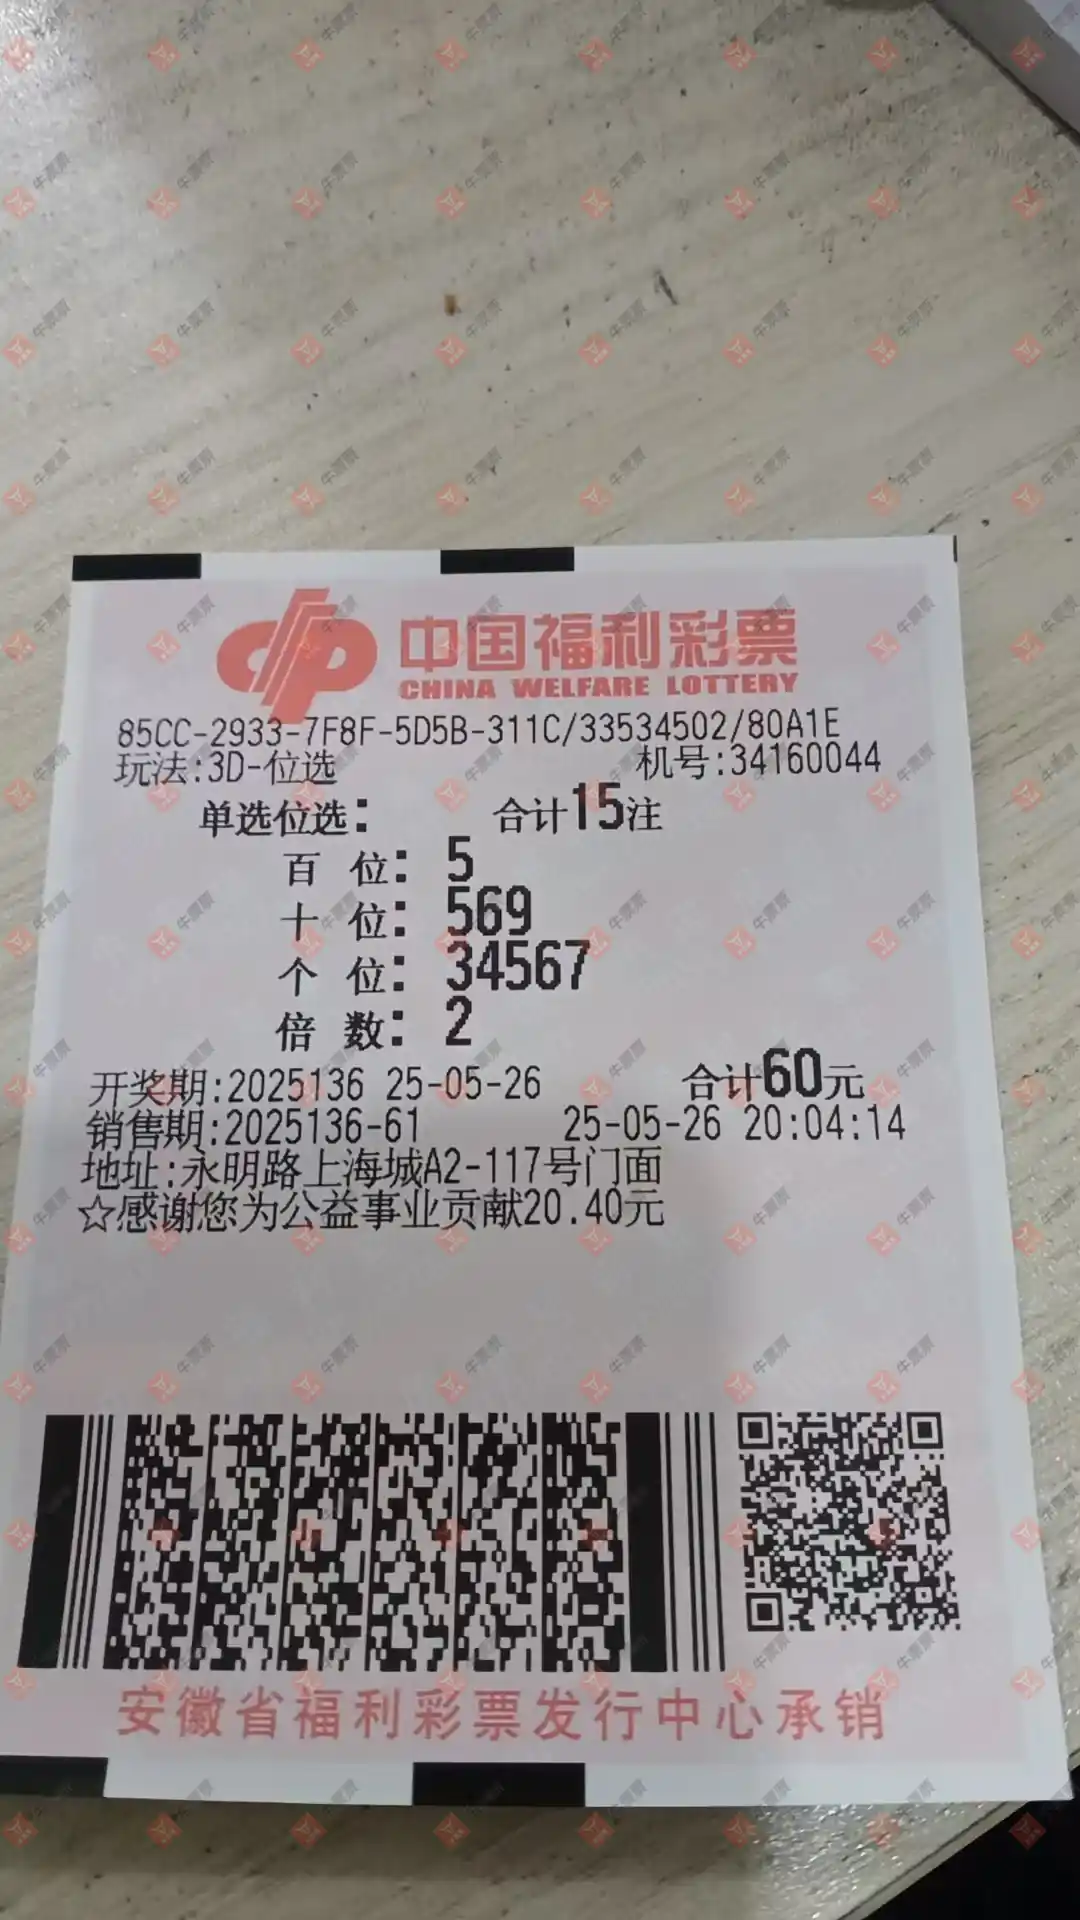 中国福利彩票
CHINA WELFARE LOTTERY
85CC-2933-7F8F-5D5B-311C/33534502/80A1E
玩法:3D-位选 机号:34160044
单选位选: 合计15注
百 位: 5
十 位: 569
个 位: 34567
倍 数: 2
开奖期:2025136 25-05-26 合计60元
销售期:2025136-61 25-05-26 20:04:14
地址:永明路上海城A2-117号门面
☆感谢您为公益事业贡献20.40元
安徽省福利彩票发行中心承销
牛票票